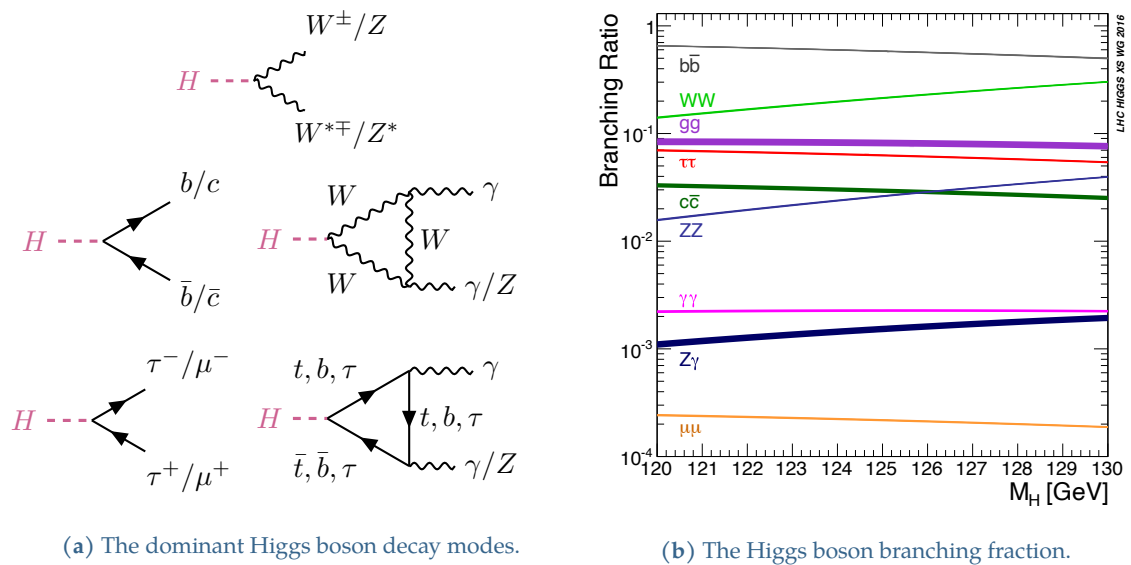 W±/Z
H
W*∓/Z*
b/c
H
b̄/c̄
W
γ
H
W
W
γ/Z
τ−/μ−
H
τ+/μ+
t, b, τ
γ
H
t, b, τ
t̄, b̄, τ
γ/Z
(a) The dominant Higgs boson decay modes.
Branching Ratio
LHC HIGGS XS WG 2016
1
10-1
10-2
10-3
10-4
bb̄
WW
gg
ττ
cc̄
ZZ
γγ
Zγ
μμ
120 121 122 123 124 125 126 127 128 129 130
MH [GeV]
(b) The Higgs boson branching fraction.